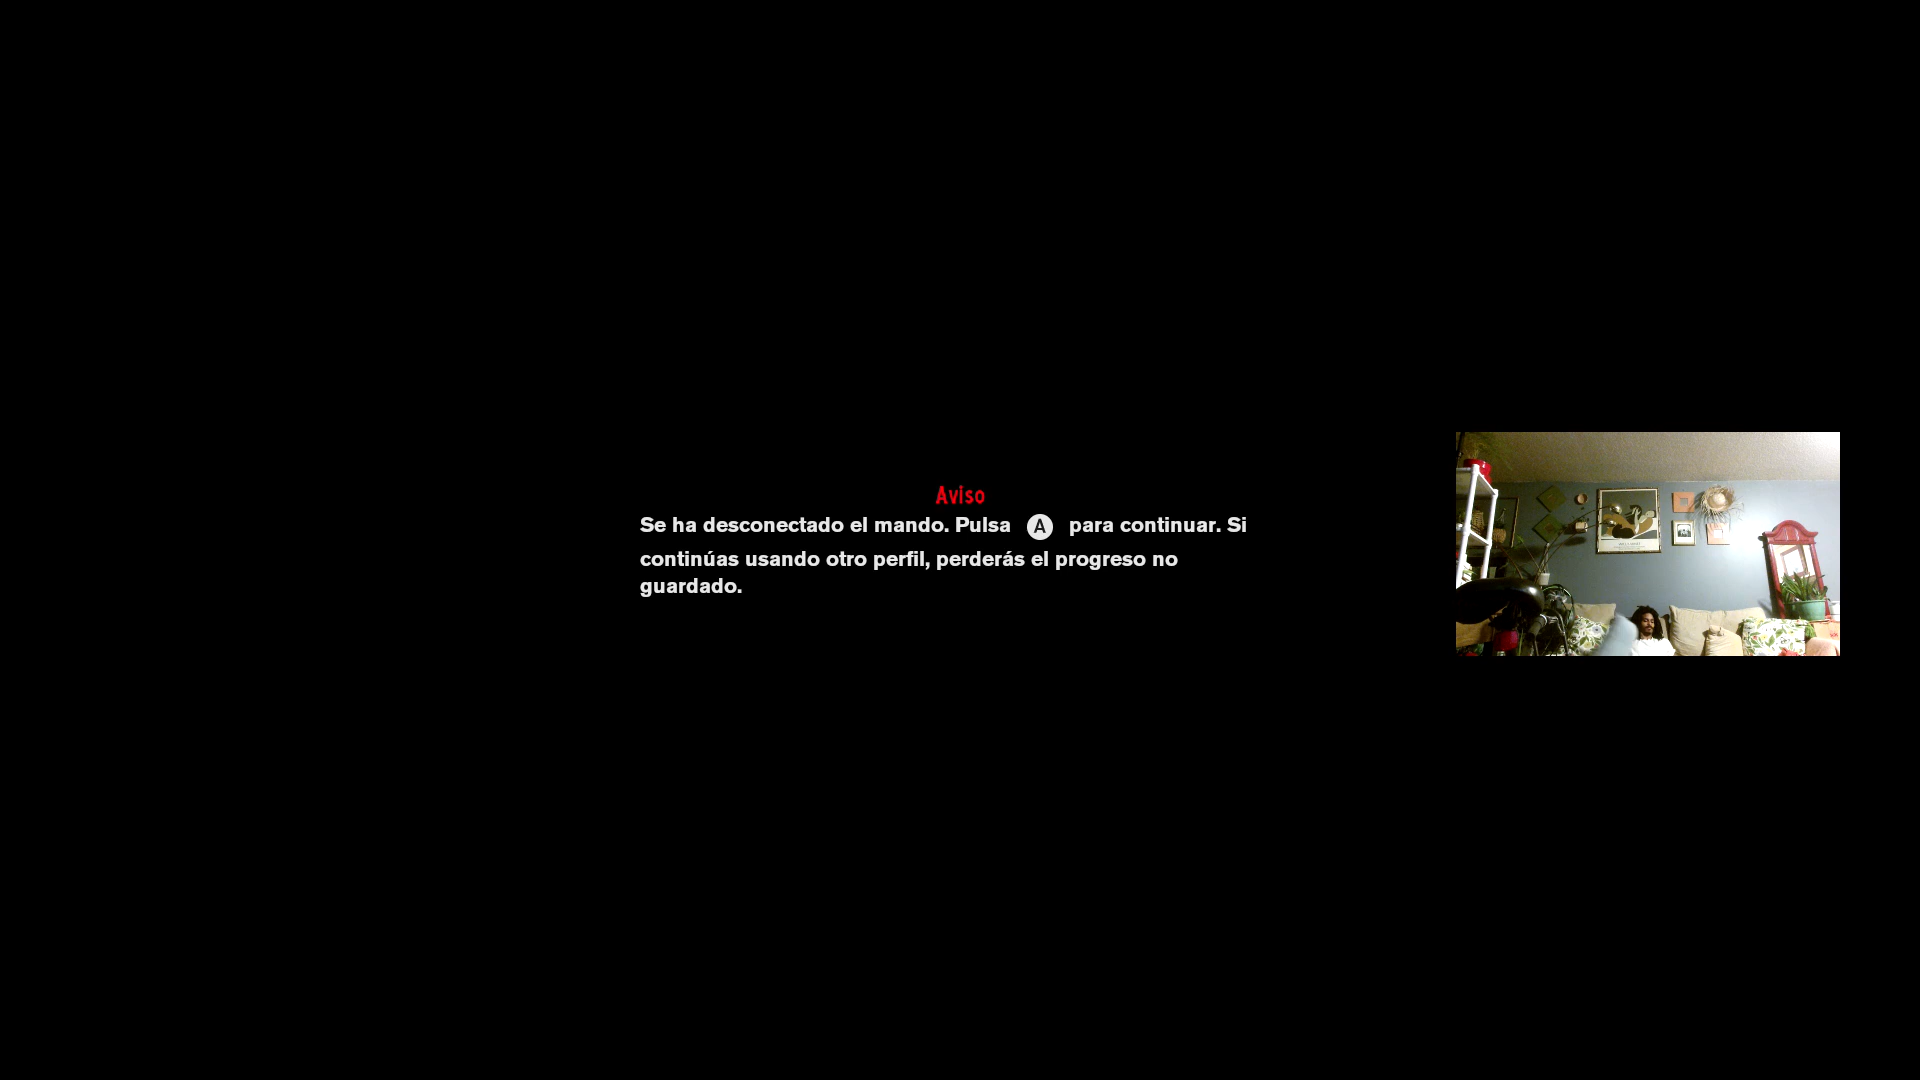 Aviso
Se ha desconectado el mando. Pulsa A para continuar. Si
continúas usando otro perfil, perderás el progreso no
guardado.